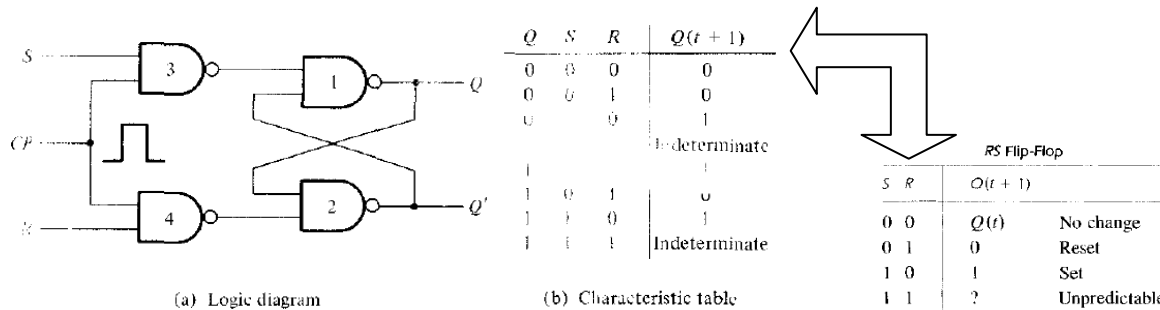 S
3
1
Q
CP
4
2
Q'
(a) Logic diagram
Q S R Q(t + 1)
0 0 0 0
0 0 1 0
0 0 1
Indeterminate
1
1 0 1 0
1 1 0 1
1 1 1 Indeterminate
(b) Characteristic table
RS Flip-Flop
S R Q(t + 1)
0 0 Q(t) No change
0 1 0 Reset
1 0 1 Set
1 1 ? Unpredictable